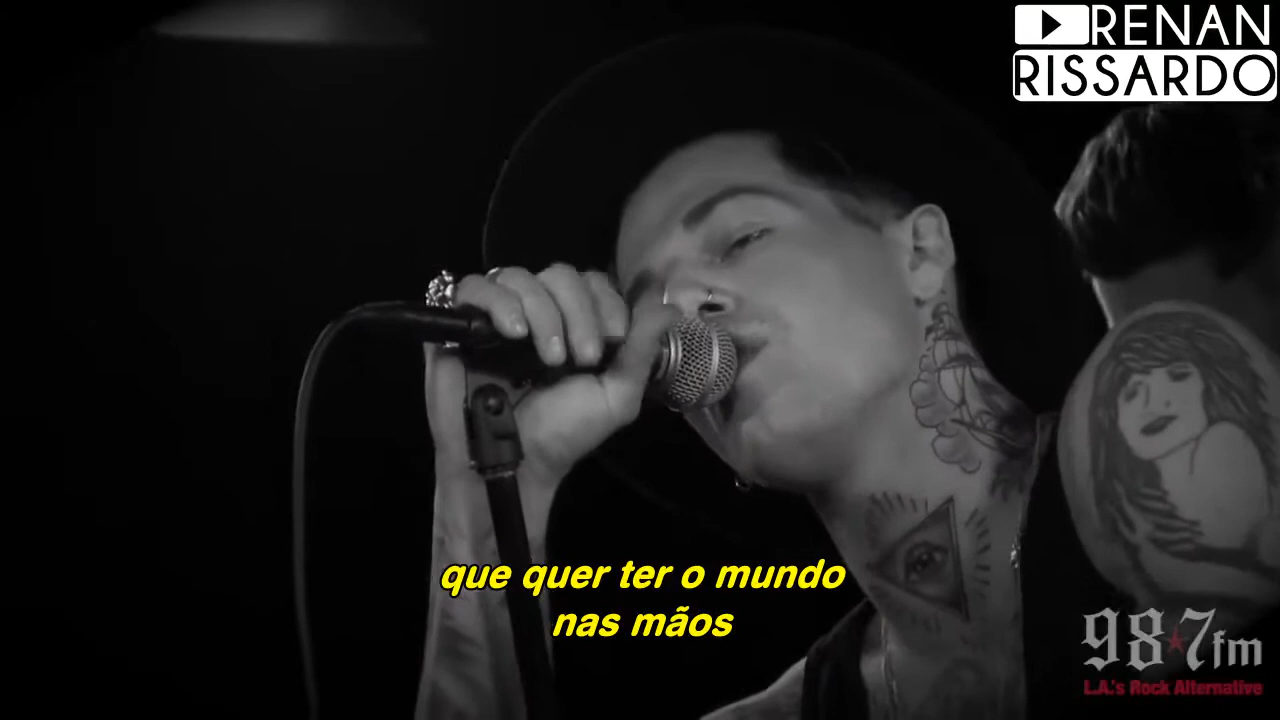 RENAN
RISSARDO
que quer ter o mundo
nas mãos
98★7fm
L.A.'s Rock Alternative